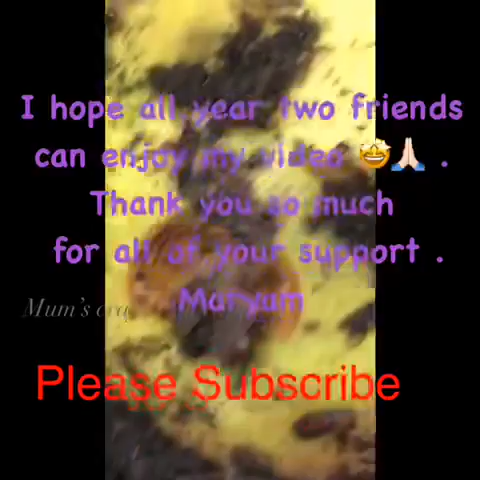 I hope all year two friends
can enjoy my video 🤩🙏🏻 .
Thank you so much
for all of your support .
Maryam
Mum's
Please Subscribe